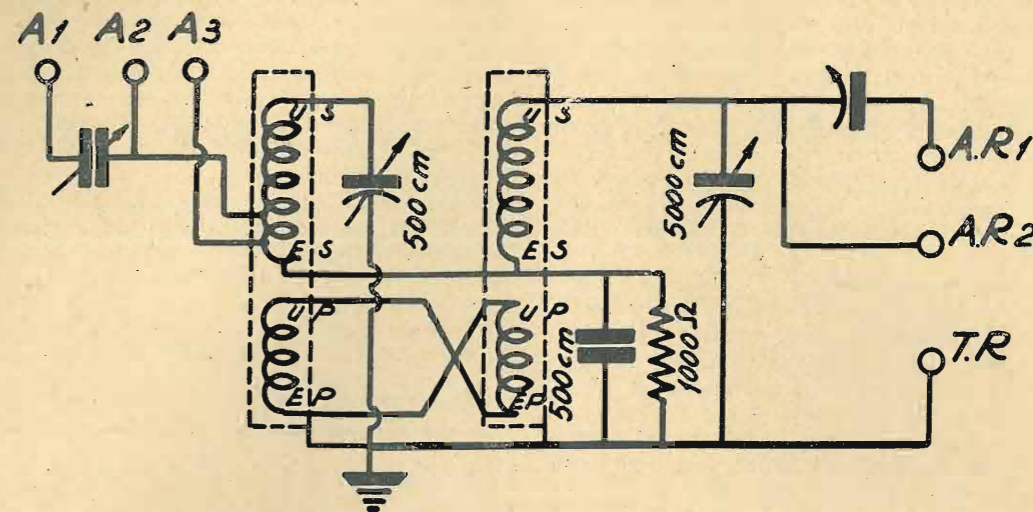 A1 A2 A3
U S
U S
500 cm
5000 cm
A.R1
A.R2
E S
E S
U P
U P
500 cm
1000 Ω
T.R
E P
E P